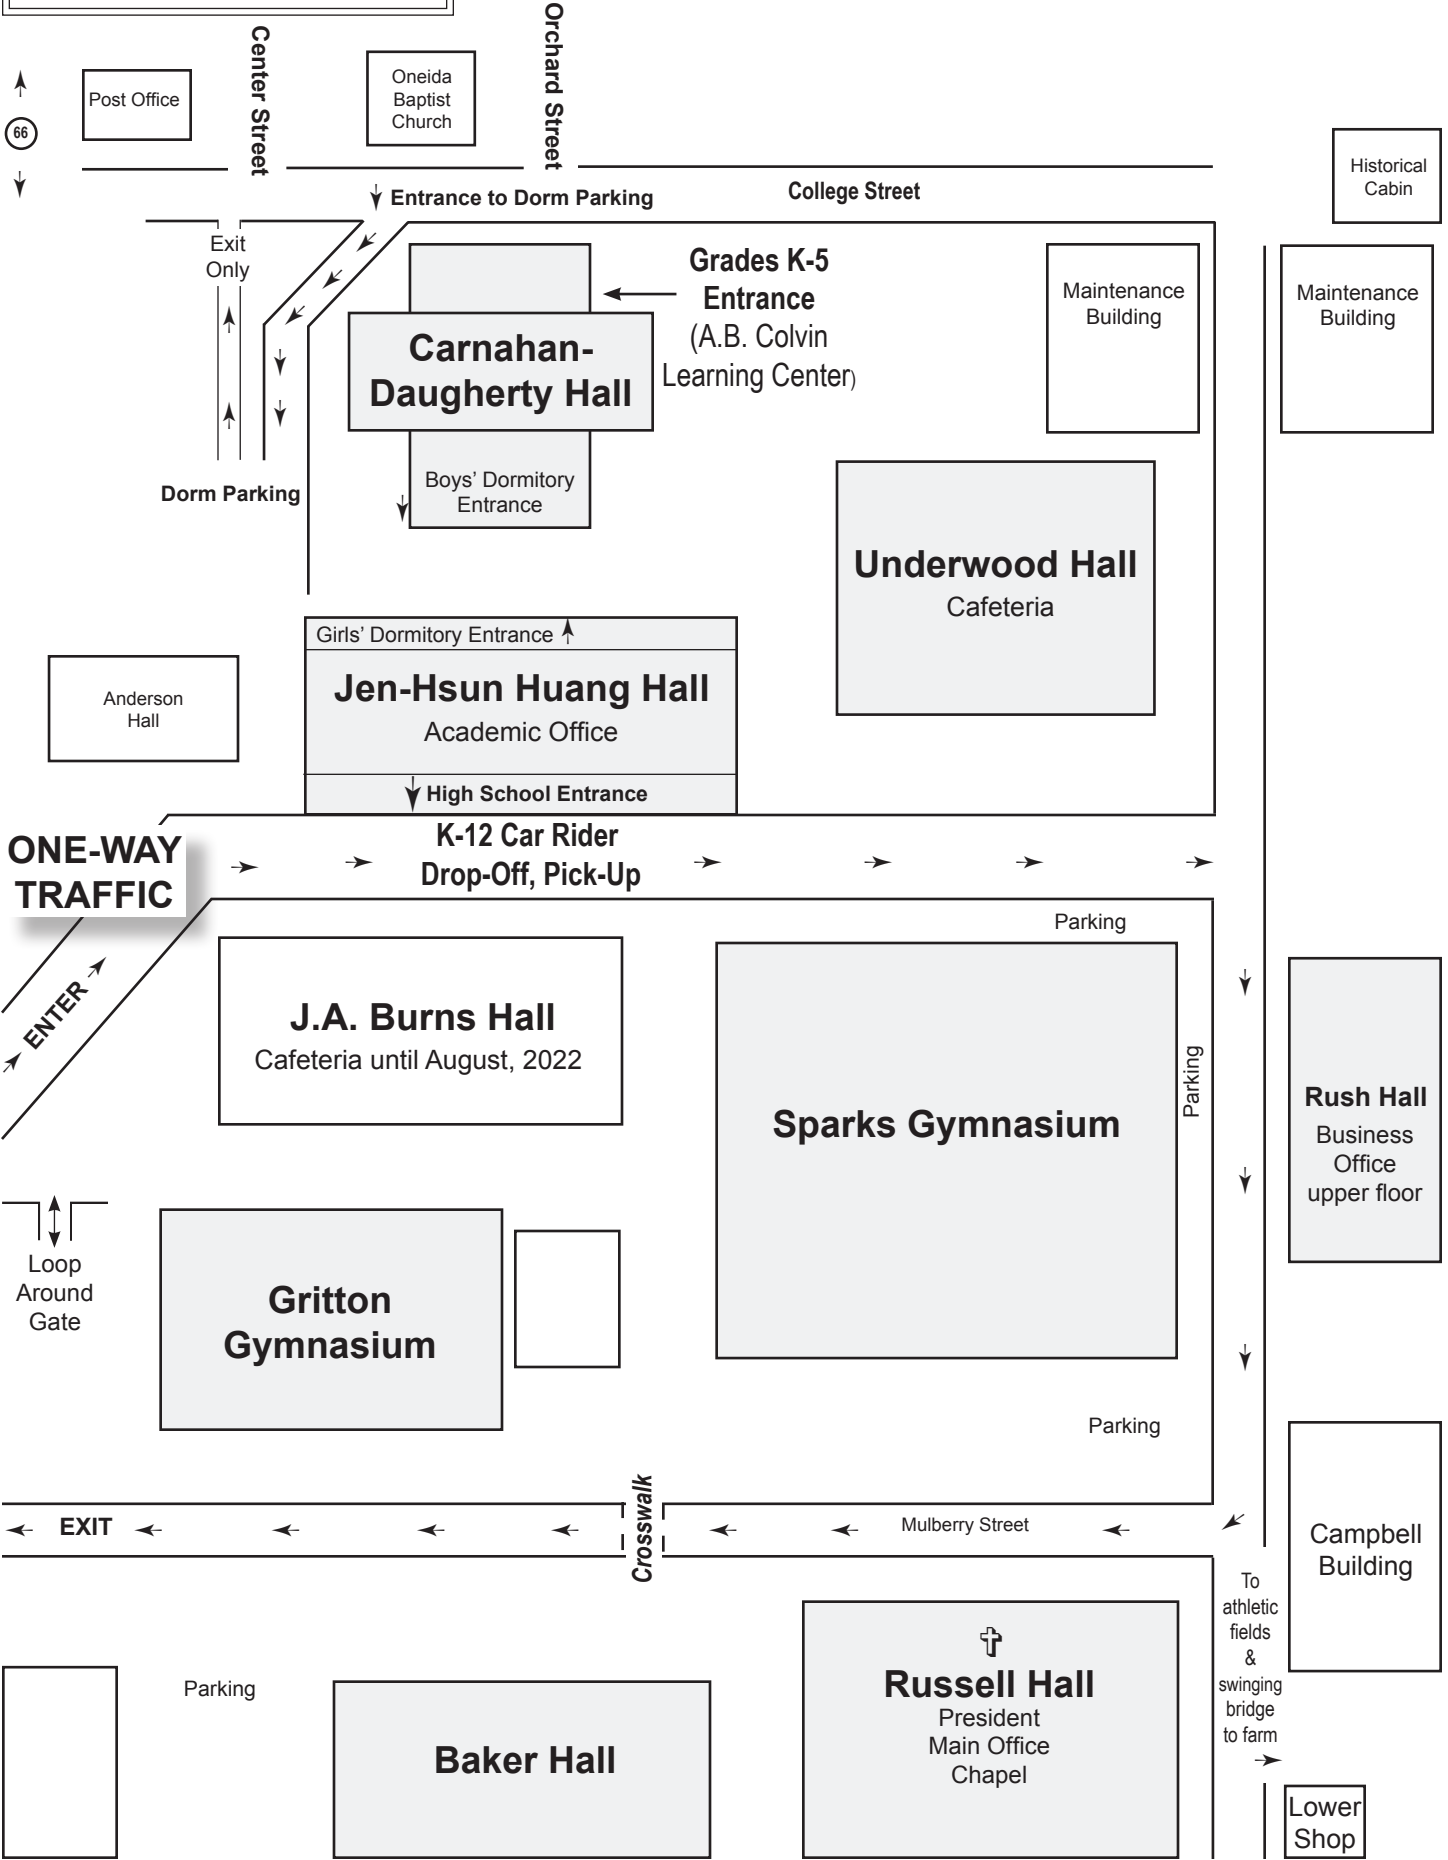 Center Street
Orchard Street
66
Post Office
Oneida
Baptist
Church
Historical
Cabin
Entrance to Dorm Parking
College Street
Exit
Only
Grades K-5
Entrance
(A.B. Colvin
Learning Center)
Maintenance
Building
Maintenance
Building
Carnahan-
Daugherty Hall
Boys’ Dormitory
Entrance
Dorm Parking
Underwood Hall
Cafeteria
Girls’ Dormitory Entrance
Jen-Hsun Huang Hall
Academic Office
High School Entrance
Anderson
Hall
ONE-WAY
TRAFFIC
K-12 Car Rider
Drop-Off, Pick-Up
ENTER
Parking
J.A. Burns Hall
Cafeteria until August, 2022
Sparks Gymnasium
Parking
Rush Hall
Business
Office
upper floor
Loop
Around
Gate
Gritton
Gymnasium
Parking
EXIT
Crosswalk
Mulberry Street
Campbell
Building
To
athletic
fields
&
swinging
bridge
to farm
Parking
Baker Hall
Russell Hall
President
Main Office
Chapel
Lower
Shop